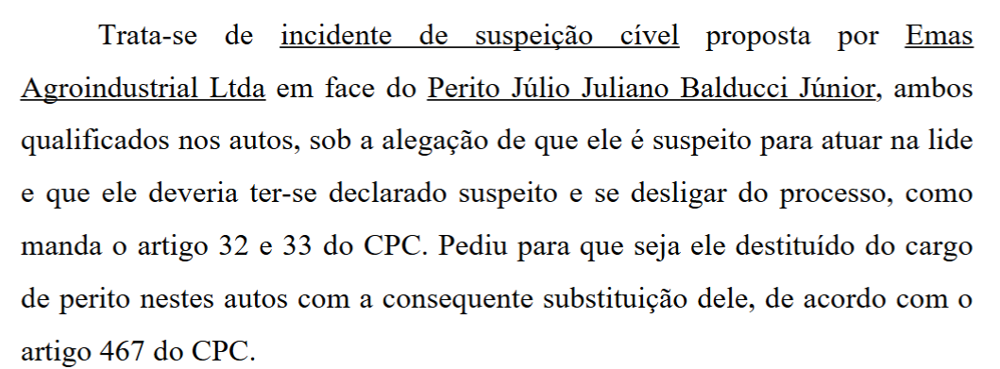 Trata-se de incidente de suspeição cível proposta por Emas
Agroindustrial Ltda em face do Perito Júlio Juliano Balducci Júnior, ambos
qualificados nos autos, sob a alegação de que ele é suspeito para atuar na lide
e que ele deveria ter-se declarado suspeito e se desligar do processo, como
manda o artigo 32 e 33 do CPC. Pediu para que seja ele destituído do cargo
de perito nestes autos com a consequente substituição dele, de acordo com o
artigo 467 do CPC.